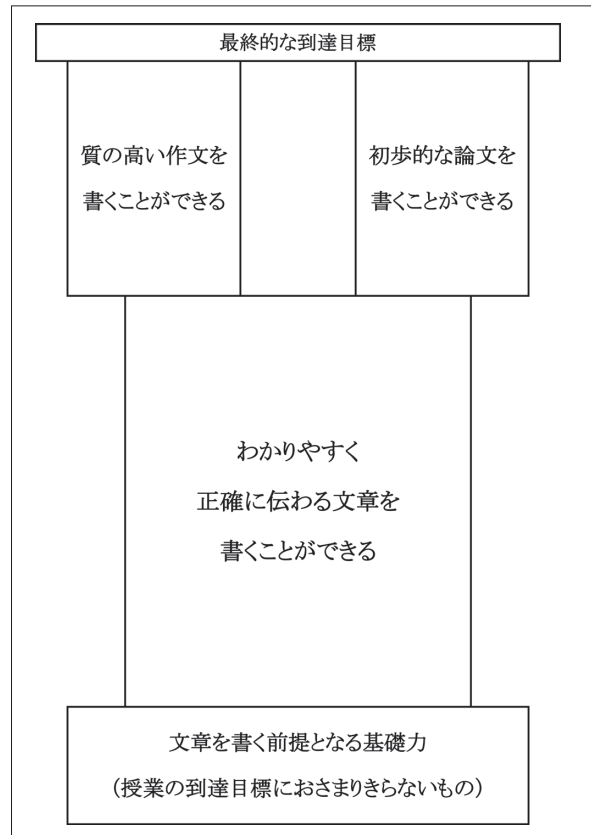 最終的な到達目標
質の高い作文を
書くことができる
初歩的な論文を
書くことができる
わかりやすく
正確に伝わる文章を
書くことができる
文章を書く前提となる基礎力
（授業の到達目標におさまりきらないもの）